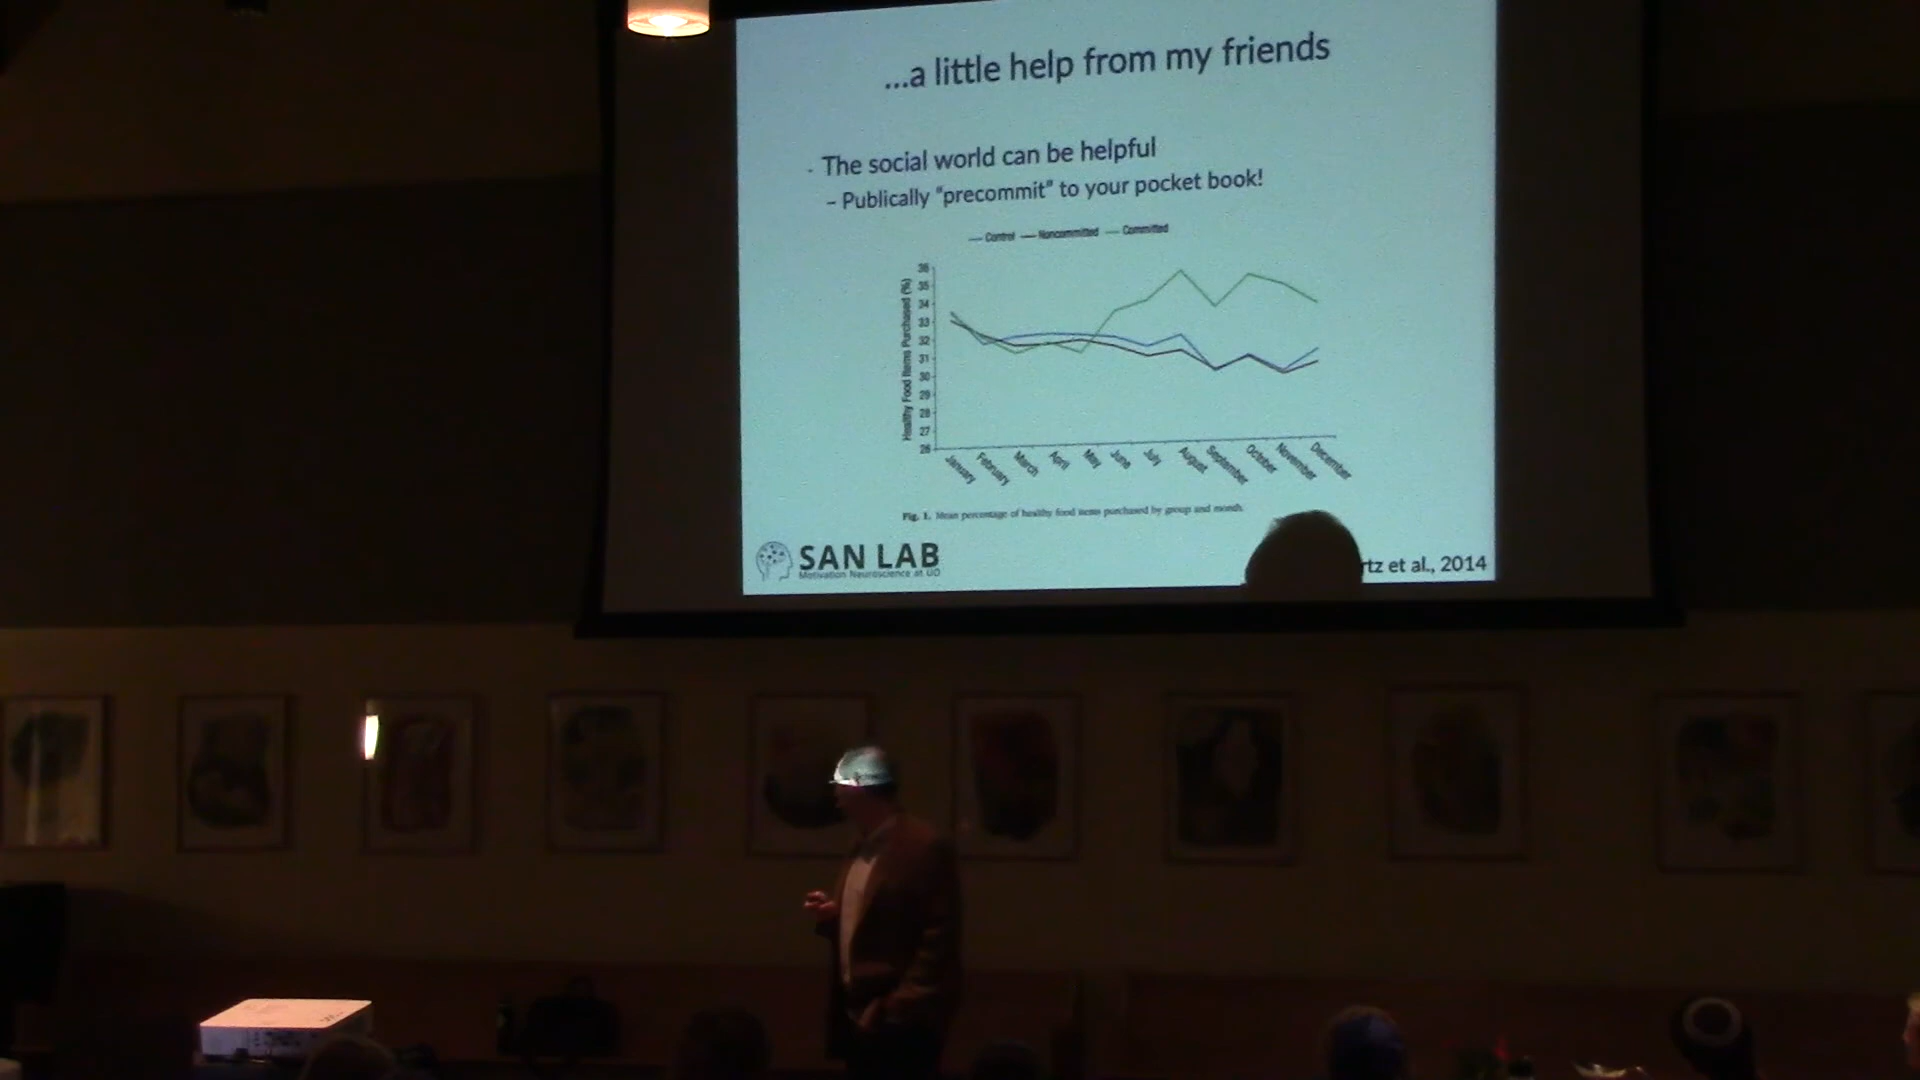 ...a little help from my friends
- The social world can be helpful
– Publically "precommit" to your pocket book!
Control Noncommitted Committed
Healthy Food Items Purchased (%)
36
35
34
33
32
31
30
29
28
27
26
January February March April May June July August September October November December
Fig. 1. Mean percentage of healthy food items purchased by group and month.
SAN LAB
Motivation Neuroscience at UO
rtz et al., 2014